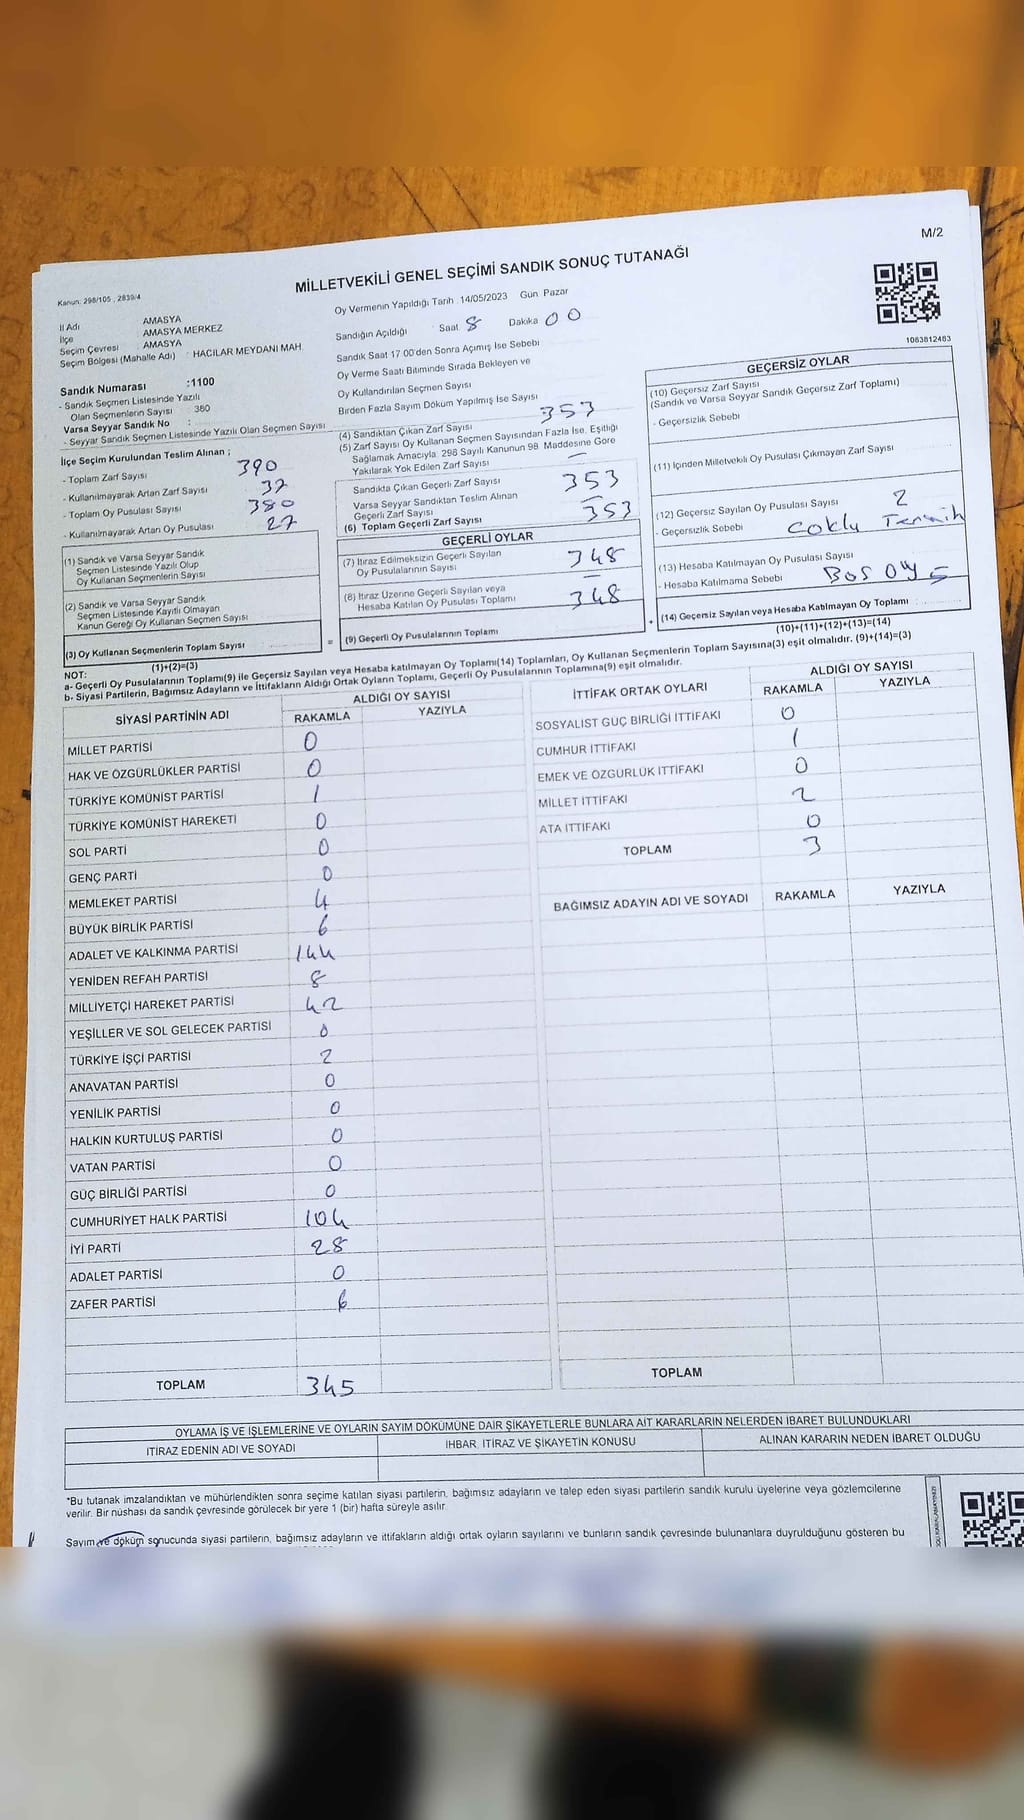 M/2
MİLLETVEKİLİ GENEL SEÇİMİ SANDIK SONUÇ TUTANAĞI
Kanun: 298/105 , 2839/4
İl Adı AMASYA
İlçe AMASYA MERKEZ
Seçim Çevresi AMASYA
Seçim Bölgesi (Mahalle Adı) : HACILAR MEYDANI MAH.
Sandık Numarası :1100
- Sandık Seçmen Listesinde Yazılı
Olan Seçmenlerin Sayısı : 380
Varsa Seyyar Sandık No :
- Seyyar Sandık Seçmen Listesinde Yazılı Olan Seçmen Sayısı
İlçe Seçim Kurulundan Teslim Alınan ;
- Toplam Zarf Sayısı 390
- Kullanılmayarak Artan Zarf Sayısı 37
- Toplam Oy Pusulası Sayısı 380
- Kullanılmayarak Artan Oy Pusulası 27
(1) Sandık ve Varsa Seyyar Sandık
Seçmen Listesinde Yazılı Olup
Oy Kullanan Seçmenlerin Sayısı
(2) Sandık ve Varsa Seyyar Sandık
Seçmen Listesinde Kayıtlı Olmayan
Kanun Gereği Oy Kullanan Seçmen Sayısı
(3) Oy Kullanan Seçmenlerin Toplam Sayısı
(1)+(2)=(3)
Oy Vermenin Yapıldığı Tarih 14/05/2023 Gün Pazar
Sandığın Açıldığı Saat 8 Dakika 00
Sandık Saat 17 00'den Sonra Açımış İse Sebebi
Oy Verme Saati Bitiminde Sırada Bekleyen ve
Oy Kullandırılan Seçmen Sayısı
Birden Fazla Sayım Döküm Yapılmış İse Sayısı
(4) Sandıktan Çıkan Zarf Sayısı 353
(5) Zarf Sayısı Oy Kullanan Seçmen Sayısından Fazla İse, Eşitliği
Sağlamak Amacıyla, 298 Sayılı Kanunun 98. Maddesine Göre
Yakılarak Yok Edilen Zarf Sayısı –
Sandıkta Çıkan Geçerli Zarf Sayısı 353
Varsa Seyyar Sandıktan Teslim Alınan
Geçerli Zarf Sayısı –
(6) Toplam Geçerli Zarf Sayısı 353
GEÇERLİ OYLAR
(7) İtiraz Edilmeksizin Geçerli Sayılan
Oy Pusulalarının Sayısı 348
(8) İtiraz Üzerine Geçerli Sayılan veya
Hesaba Katılan Oy Pusulası Toplamı –
= (9) Geçerli Oy Pusulalarının Toplamı 348
1083812483
GEÇERSİZ OYLAR
(10) Geçersiz Zarf Sayısı
(Sandık ve Varsa Seyyar Sandık Geçersiz Zarf Toplamı)
- Geçersizlik Sebebi
(11) İçinden Milletvekili Oy Pusulası Çıkmayan Zarf Sayısı
(12) Geçersiz Sayılan Oy Pusulası Sayısı 2
- Geçersizlik Sebebi Coklu Tercih
(13) Hesaba Katılmayan Oy Pusulası Sayısı
- Hesaba Katılmama Sebebi Bos oy 5
+ (14) Geçersiz Sayılan veya Hesaba Katılmayan Oy Toplamı
(10)+(11)+(12)+(13)=(14)
NOT:
a- Geçerli Oy Pusulalarının Toplamı(9) ile Geçersiz Sayılan veya Hesaba katılmayan Oy Toplamı(14) Toplamları, Oy Kullanan Seçmenlerin Toplam Sayısına(3) eşit olmalıdır. (9)+(14)=(3)
b- Siyasi Partilerin, Bağımsız Adayların ve İttifakların Aldığı Ortak Oyların Toplamı, Geçerli Oy Pusulalarının Toplamına(9) eşit olmalıdır.
SİYASİ PARTİNİN ADI ALDIĞI OY SAYISI
RAKAMLA YAZIYLA
MİLLET PARTİSİ 0
HAK VE ÖZGÜRLÜKLER PARTİSİ 0
TÜRKİYE KOMÜNİST PARTİSİ 1
TÜRKİYE KOMÜNİST HAREKETİ 0
SOL PARTİ 0
GENÇ PARTİ 0
MEMLEKET PARTİSİ 4
BÜYÜK BİRLİK PARTİSİ 6
ADALET VE KALKINMA PARTİSİ 144
YENİDEN REFAH PARTİSİ 8
MİLLİYETÇİ HAREKET PARTİSİ 42
YEŞİLLER VE SOL GELECEK PARTİSİ 0
TÜRKİYE İŞÇİ PARTİSİ 2
ANAVATAN PARTİSİ 0
YENİLİK PARTİSİ 0
HALKIN KURTULUŞ PARTİSİ 0
VATAN PARTİSİ 0
GÜÇ BİRLİĞİ PARTİSİ 0
CUMHURİYET HALK PARTİSİ 104
İYİ PARTİ 28
ADALET PARTİSİ 0
ZAFER PARTİSİ 6
TOPLAM 345
İTTİFAK ORTAK OYLARI ALDIĞI OY SAYISI
RAKAMLA YAZIYLA
SOSYALİST GÜÇ BİRLİĞİ İTTİFAKI 0
CUMHUR İTTİFAKI 1
EMEK VE ÖZGÜRLÜK İTTİFAKI 0
MİLLET İTTİFAKI 2
ATA İTTİFAKI 0
TOPLAM 3
BAĞIMSIZ ADAYIN ADI VE SOYADI RAKAMLA YAZIYLA
TOPLAM
OYLAMA İŞ VE İŞLEMLERİNE VE OYLARIN SAYIM DÖKÜMÜNE DAİR ŞİKAYETLERLE BUNLARA AİT KARARLARIN NELERDEN İBARET BULUNDUKLARI
İTİRAZ EDENİN ADI VE SOYADI İHBAR, İTİRAZ VE ŞİKAYETİN KONUSU ALINAN KARARIN NEDEN İBARET OLDUĞU
*Bu tutanak imzalandıktan ve mühürlendikten sonra seçime katılan siyasi partilerin, bağımsız adayların ve talep eden siyasi partilerin sandık kurulu üyelerine veya gözlemcilerine
verilir. Bir nüshası da sandık çevresinde görülecek bir yere 1 (bir) hafta süreyle asılır.
Sayım ve döküm sonucunda siyasi partilerin, bağımsız adayların ve ittifakların aldığı ortak oyların sayılarını ve bunların sandık çevresinde bulunanlara duyrulduğunu gösteren bu